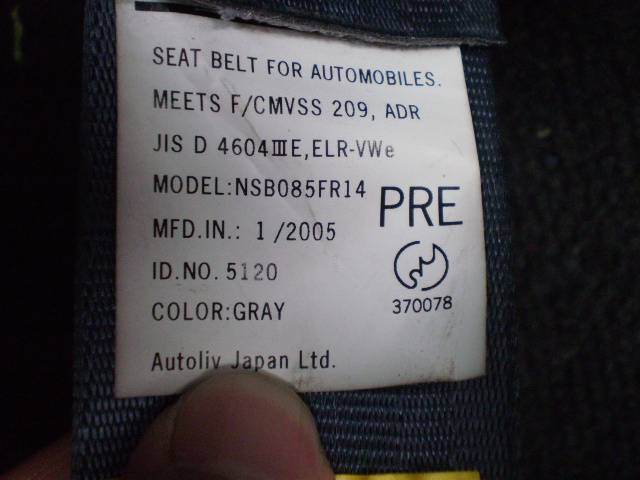 SEAT BELT FOR AUTOMOBILES.
MEETS F/CMVSS 209, ADR
JIS D 4604ⅢE,ELR-VWe
MODEL:NSB085FR14
PRE
MFD.IN.: 1 /2005
ID.NO. 5120
370078
COLOR:GRAY
Autoliv Japan Ltd.